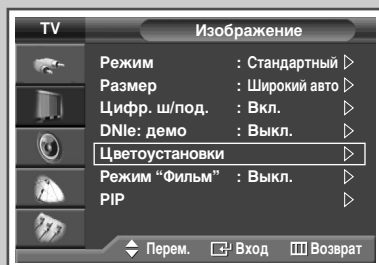 TV Изображение
Режим : Стандартный
Размер : Широкий авто
Цифр. ш/под. : Вкл.
DNIe: демо : Выкл.
Цветоустановки
Режим “Фильм” : Выкл.
PIP
Перем. Вход Возврат